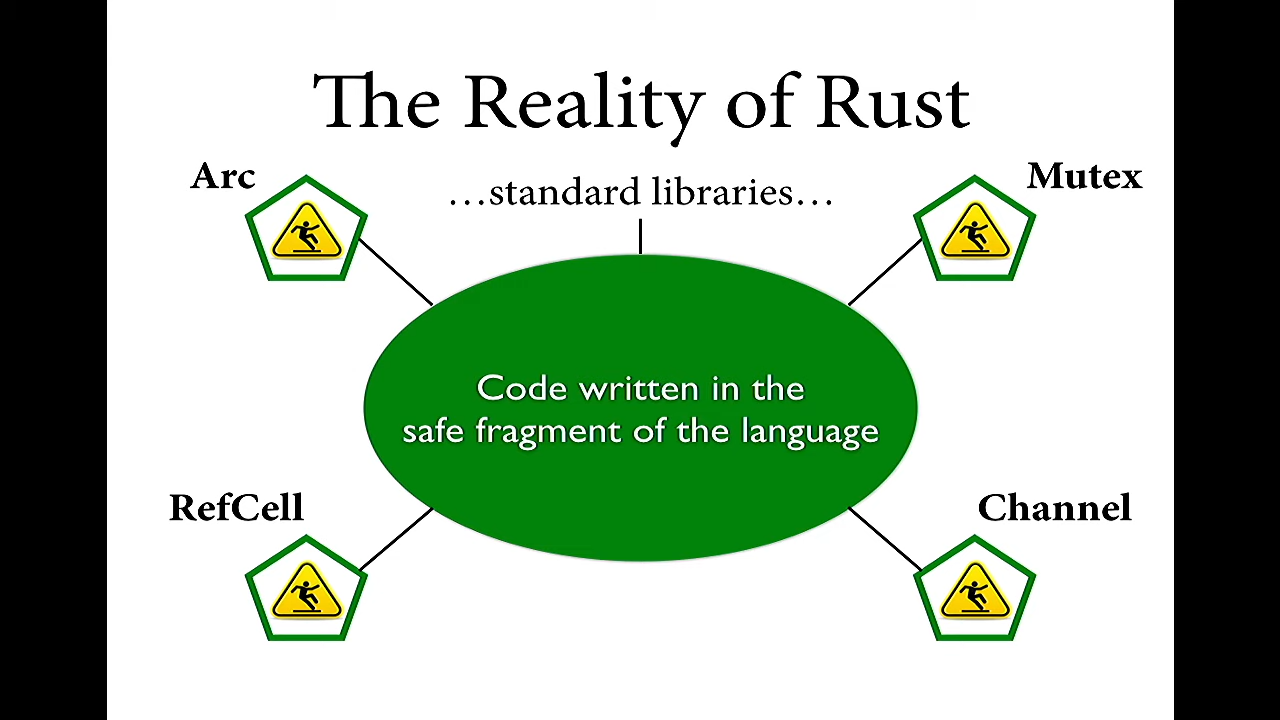 The Reality of Rust
Arc
…standard libraries…
Mutex
Code written in the
safe fragment of the language
RefCell
Channel